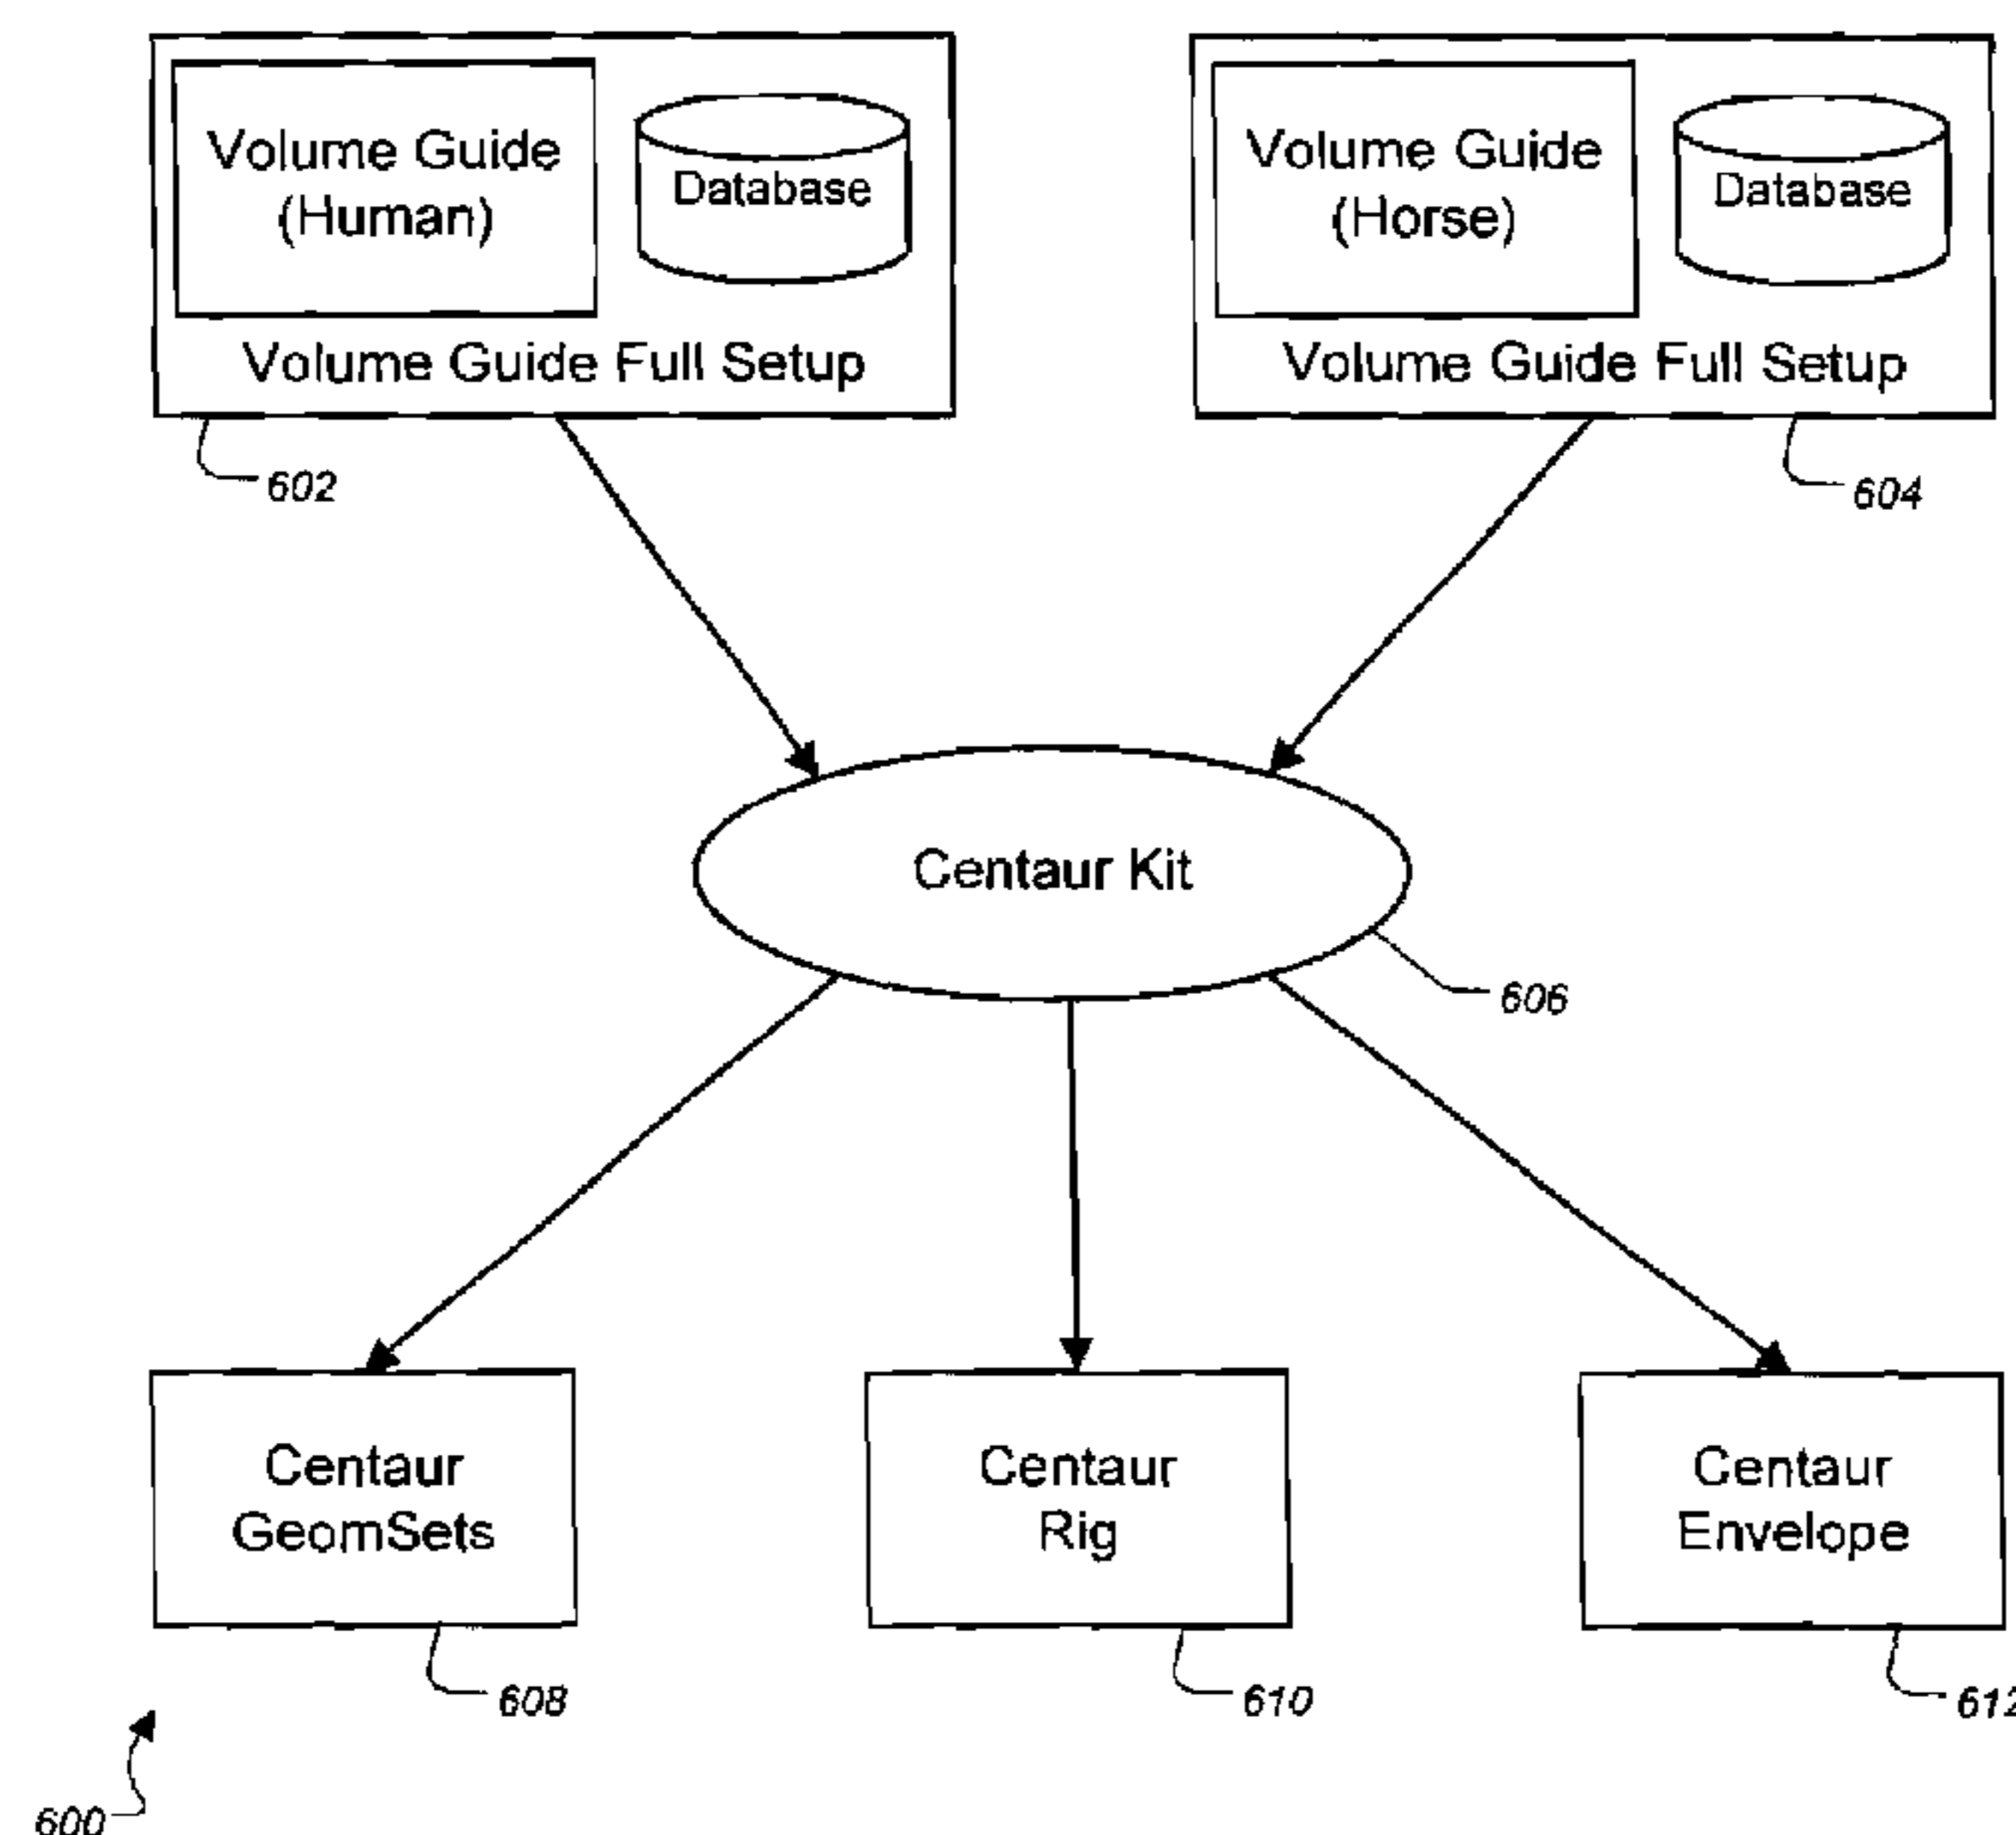 Volume Guide
(Human)
Database
Volume Guide Full Setup
602
Volume Guide
(Horse)
Database
Volume Guide Full Setup
604
Centaur Kit
606
Centaur
GeomSets
608
Centaur
Rig
610
Centaur
Envelope
612
600